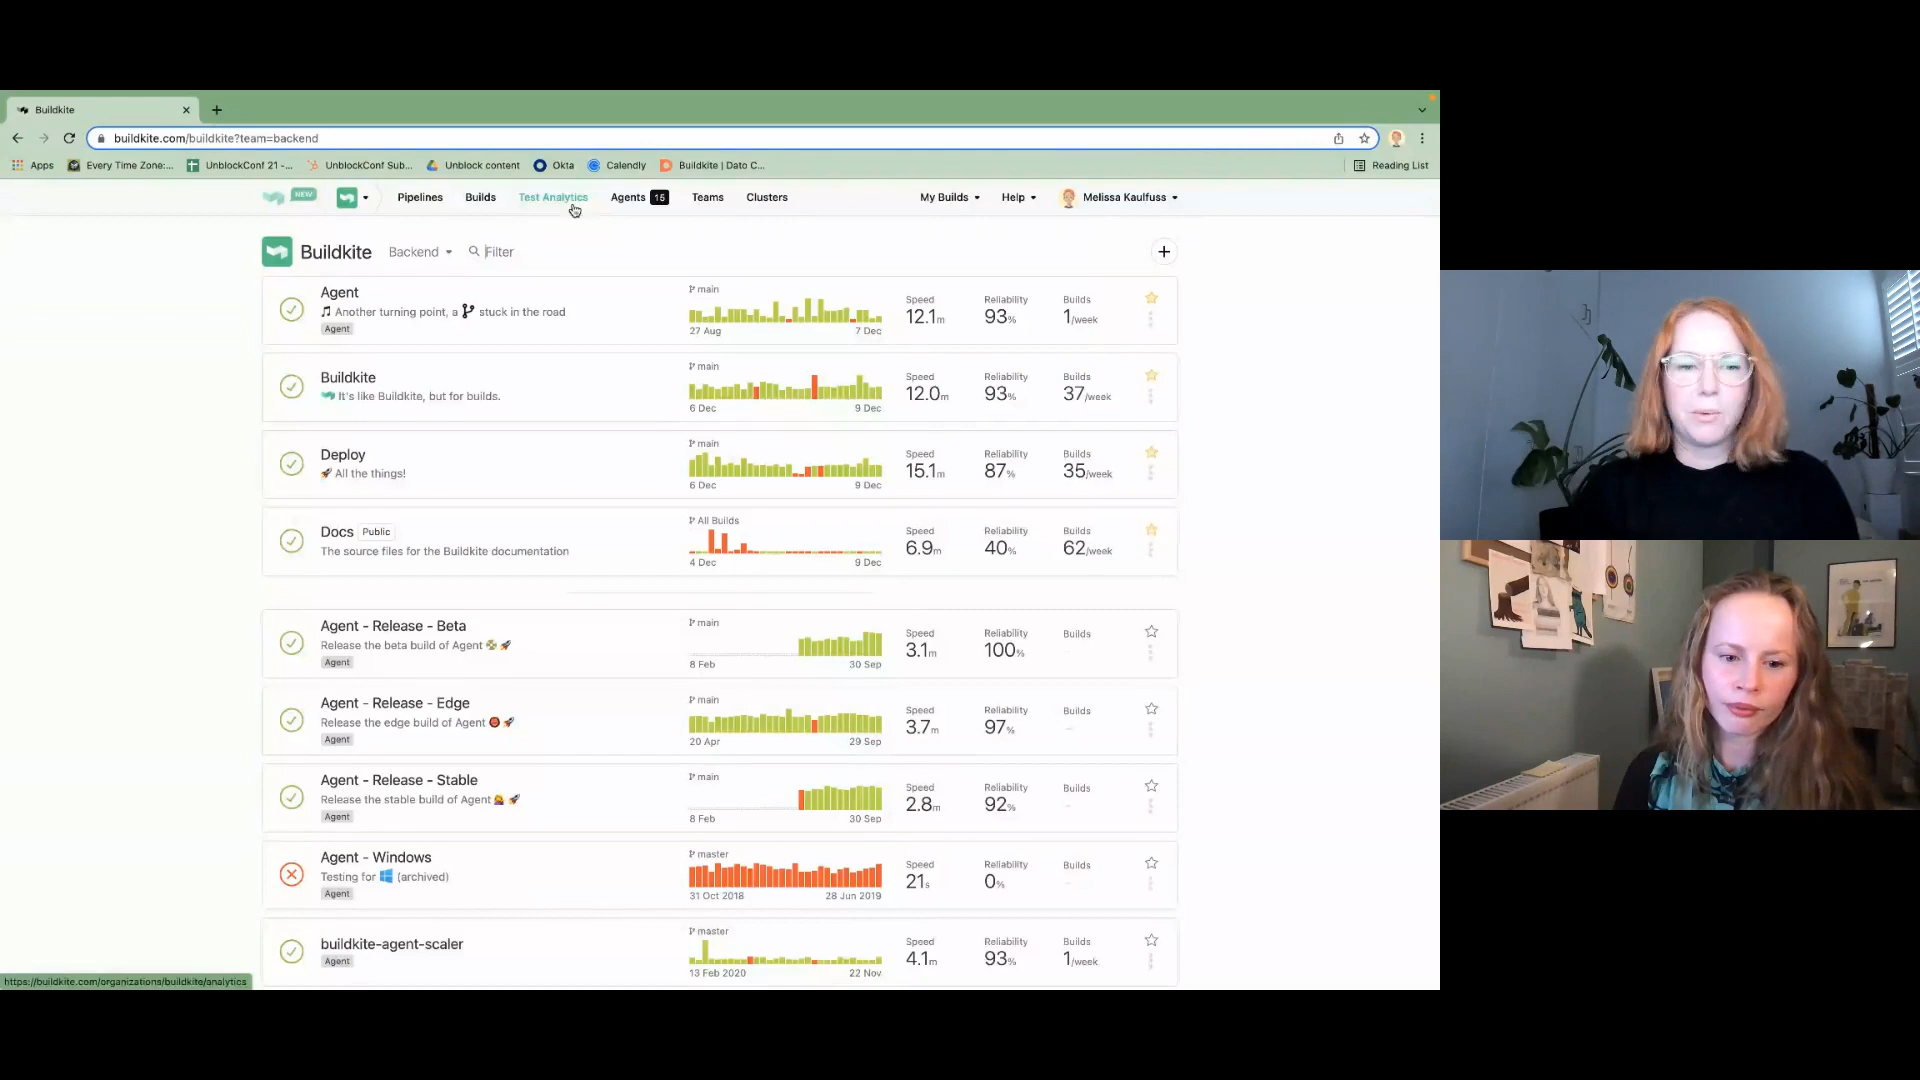 Buildkite
buildkite.com/buildkite?team=backend
Apps Every Time Zone:... UnblockConf 21 -... UnblockConf Sub... Unblock content Okta Calendly Buildkite | Dato C... Reading List
NEW Pipelines Builds Test Analytics Agents 15 Teams Clusters My Builds Help Melissa Kaulfuss
Buildkite Backend Filter
Agent
Another turning point, a stuck in the road
Agent
main
27 Aug 7 Dec
Speed Reliability Builds
12.1m 93% 1/week
Buildkite
It's like Buildkite, but for builds.
main
6 Dec 9 Dec
Speed Reliability Builds
12.0m 93% 37/week
Deploy
All the things!
main
6 Dec 9 Dec
Speed Reliability Builds
15.1m 87% 35/week
Docs Public
The source files for the Buildkite documentation
All Builds
4 Dec 9 Dec
Speed Reliability Builds
6.9m 40% 62/week
Agent - Release - Beta
Release the beta build of Agent
Agent
main
8 Feb 30 Sep
Speed Reliability Builds
3.1m 100% -
Agent - Release - Edge
Release the edge build of Agent
Agent
main
20 Apr 29 Sep
Speed Reliability Builds
3.7m 97% -
Agent - Release - Stable
Release the stable build of Agent
Agent
main
8 Feb 30 Sep
Speed Reliability Builds
2.8m 92% -
Agent - Windows
Testing for (archived)
Agent
master
31 Oct 2018 28 Jun 2019
Speed Reliability Builds
21s 0% -
buildkite-agent-scaler
Agent
master
13 Feb 2020 22 Nov
Speed Reliability Builds
4.1m 93% 1/week
https://buildkite.com/organizations/buildkite/analytics